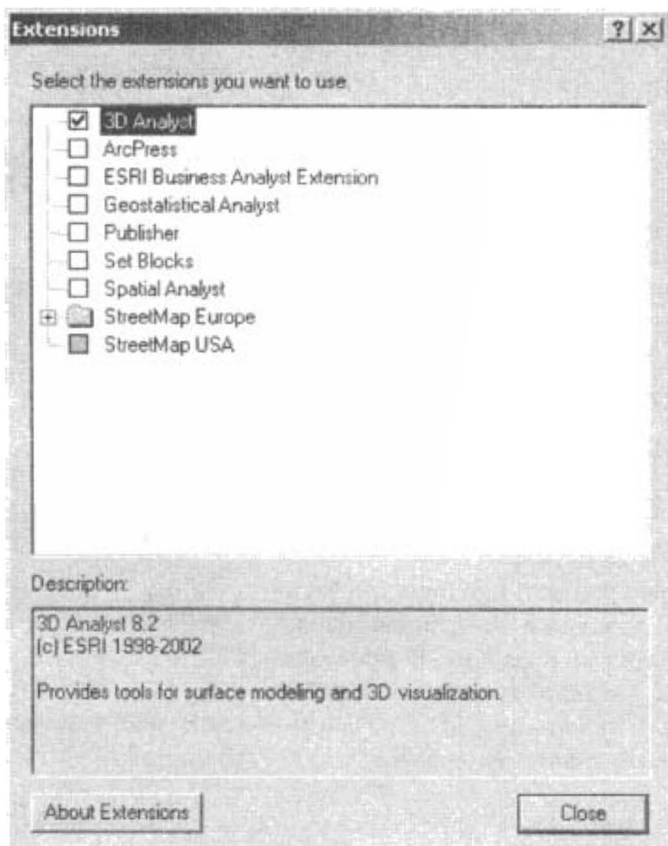 Extensions
Select the extensions you want to use.
3D Analyst
ArcPress
ESRI Business Analyst Extension
Geostatistical Analyst
Publisher
Set Blocks
Spatial Analyst
StreetMap Europe
StreetMap USA
Description:
3D Analyst 8.2
(c) ESRI 1998-2002
Provides tools for surface modeling and 3D visualization.
About Extensions
Close